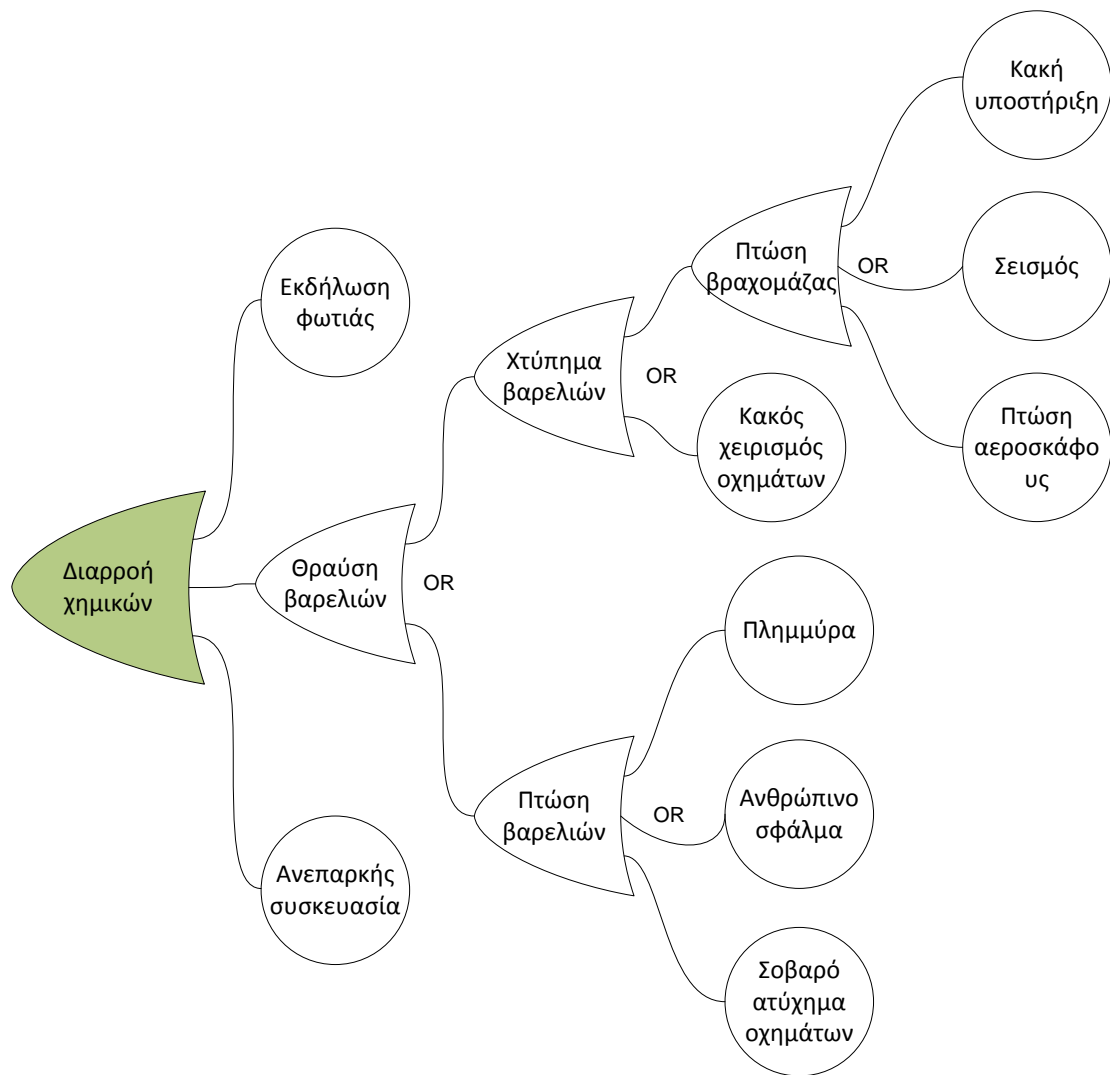 Κακή
υποστήριξη
Πτώση
βραχομάζας
OR
Σεισμός
Εκδήλωση
φωτιάς
Χτύπημα
βαρελιών
OR
Κακός
χειρισμός
οχημάτων
Πτώση
αεροσκάφο
υς
Διαρροή
χημικών
Θραύση
βαρελιών
OR
Πλημμύρα
Πτώση
βαρελιών
OR
Ανθρώπινο
σφάλμα
Ανεπαρκής
συσκευασία
Σοβαρό
ατύχημα
οχημάτων